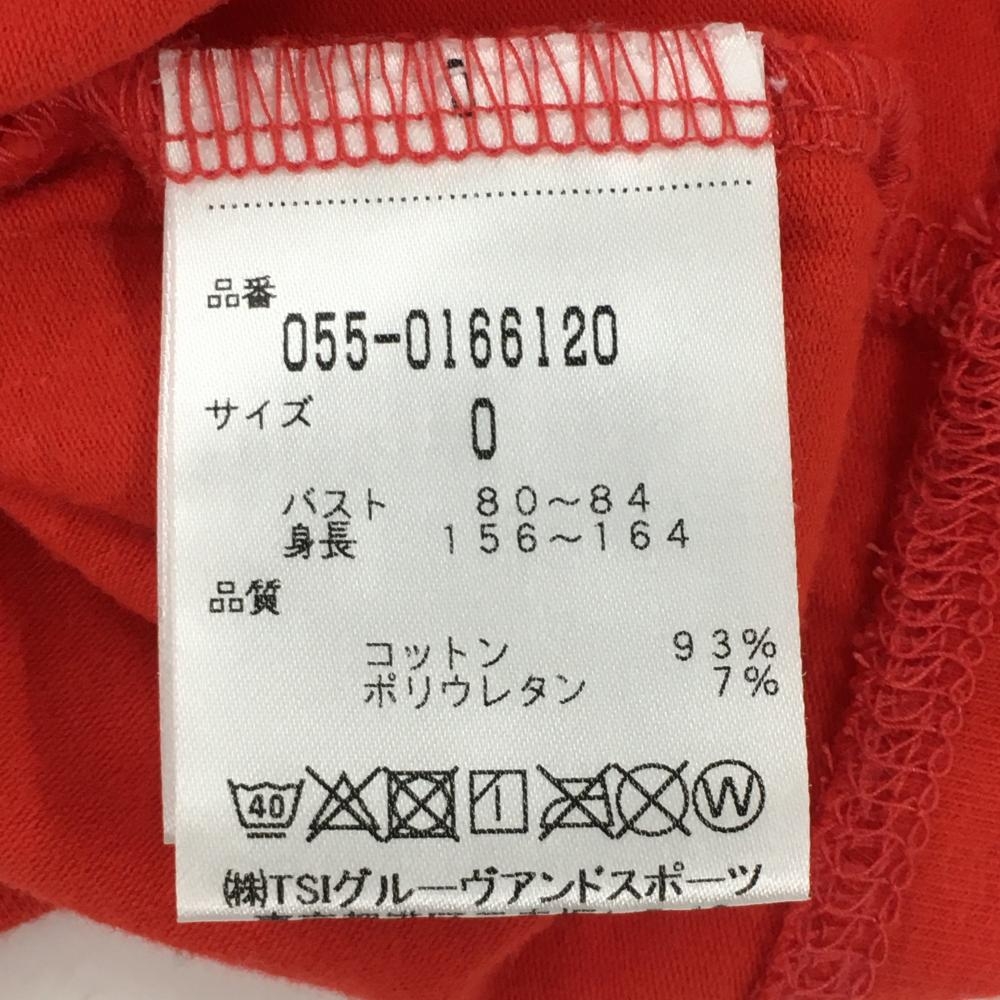 品番
055-0166120
サイズ 0
バスト 80～84
身長 156～164
品質
コットン 93%
ポリウレタン 7%
40 W
㈱TSIグルーヴアンドスポーツ